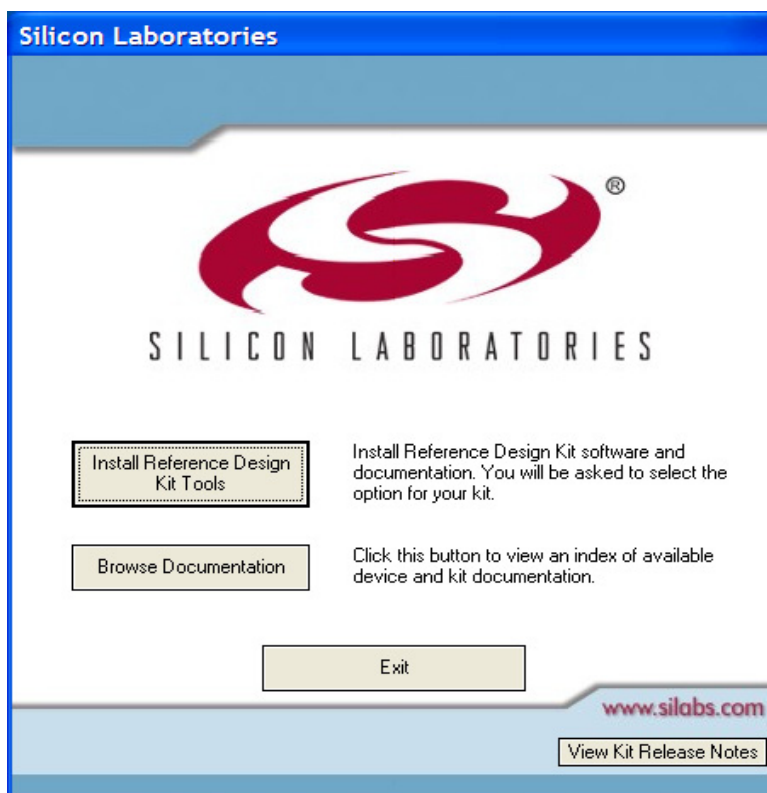 Silicon Laboratories
®
SILICON LABORATORIES
Install Reference Design
Kit Tools
Install Reference Design Kit software and
documentation. You will be asked to select the
option for your kit.
Browse Documentation
Click this button to view an index of available
device and kit documentation.
Exit
www.silabs.com
View Kit Release Notes